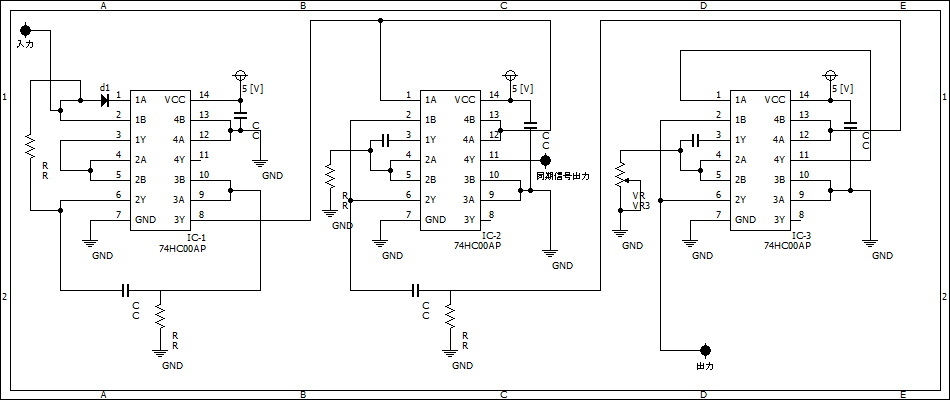 A B C D E
入力
d1
5 [V]
1 1A VCC 14
2 1B 4B 13
3 1Y 4A 12
4 2A 4Y 11
5 2B 3B 10
6 2Y 3A 9
7 GND 3Y 8
IC-1
74HC00AP
C
C
GND
R
R
GND
C
C
R
R
GND
5 [V]
1 1A VCC 14
2 1B 4B 13
3 1Y 4A 12
4 2A 4Y 11
5 2B 3B 10
6 2Y 3A 9
7 GND 3Y 8
IC-2
74HC00AP
C
C
同期信号出力
R
R
GND
GND
GND
C
C
R
R
GND
5 [V]
1 1A VCC 14
2 1B 4B 13
3 1Y 4A 12
4 2A 4Y 11
5 2B 3B 10
6 2Y 3A 9
7 GND 3Y 8
IC-3
74HC00AP
C
C
VR
VR3
GND
GND
GND
出力
1 1
2 2
A B C D E